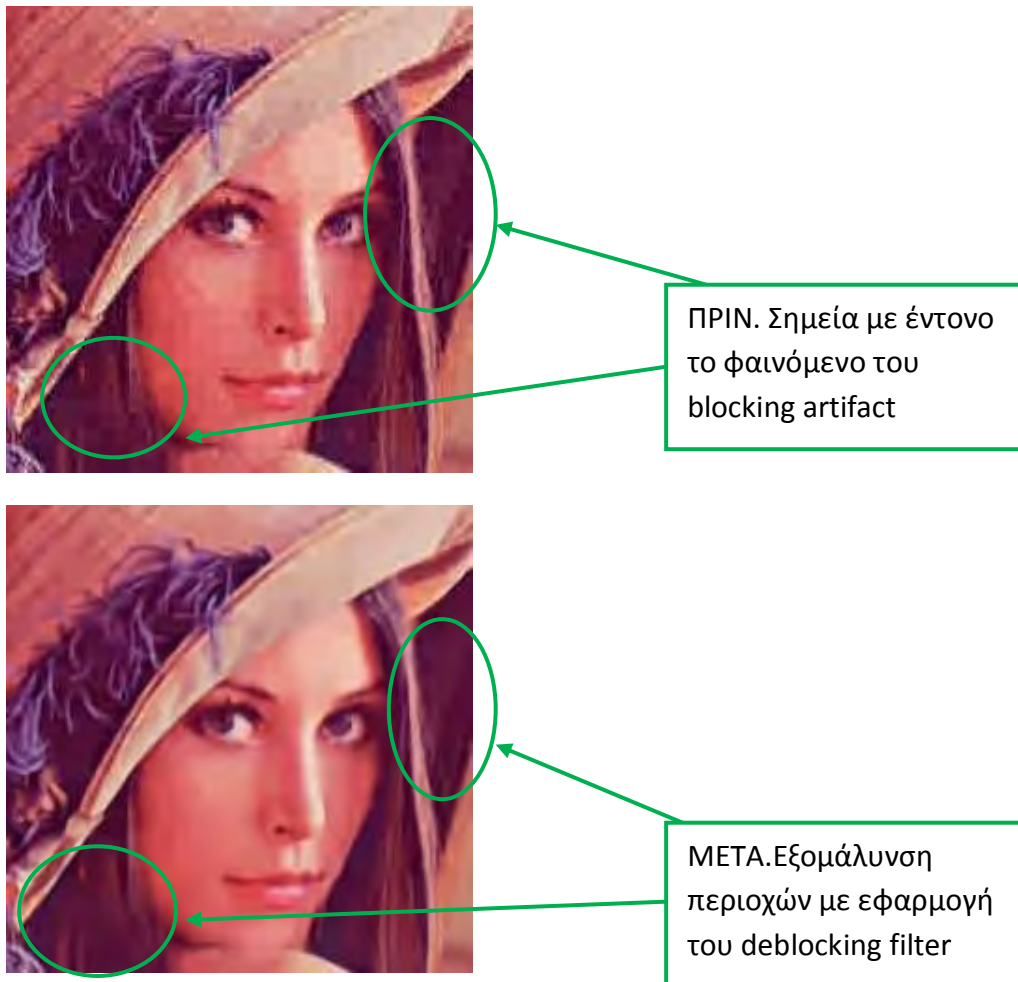 ΠΡΙΝ. Σημεία με έντονο
το φαινόμενο του
blocking artifact
ΜΕΤΑ.Εξομάλυνση
περιοχών με εφαρμογή
του deblocking filter